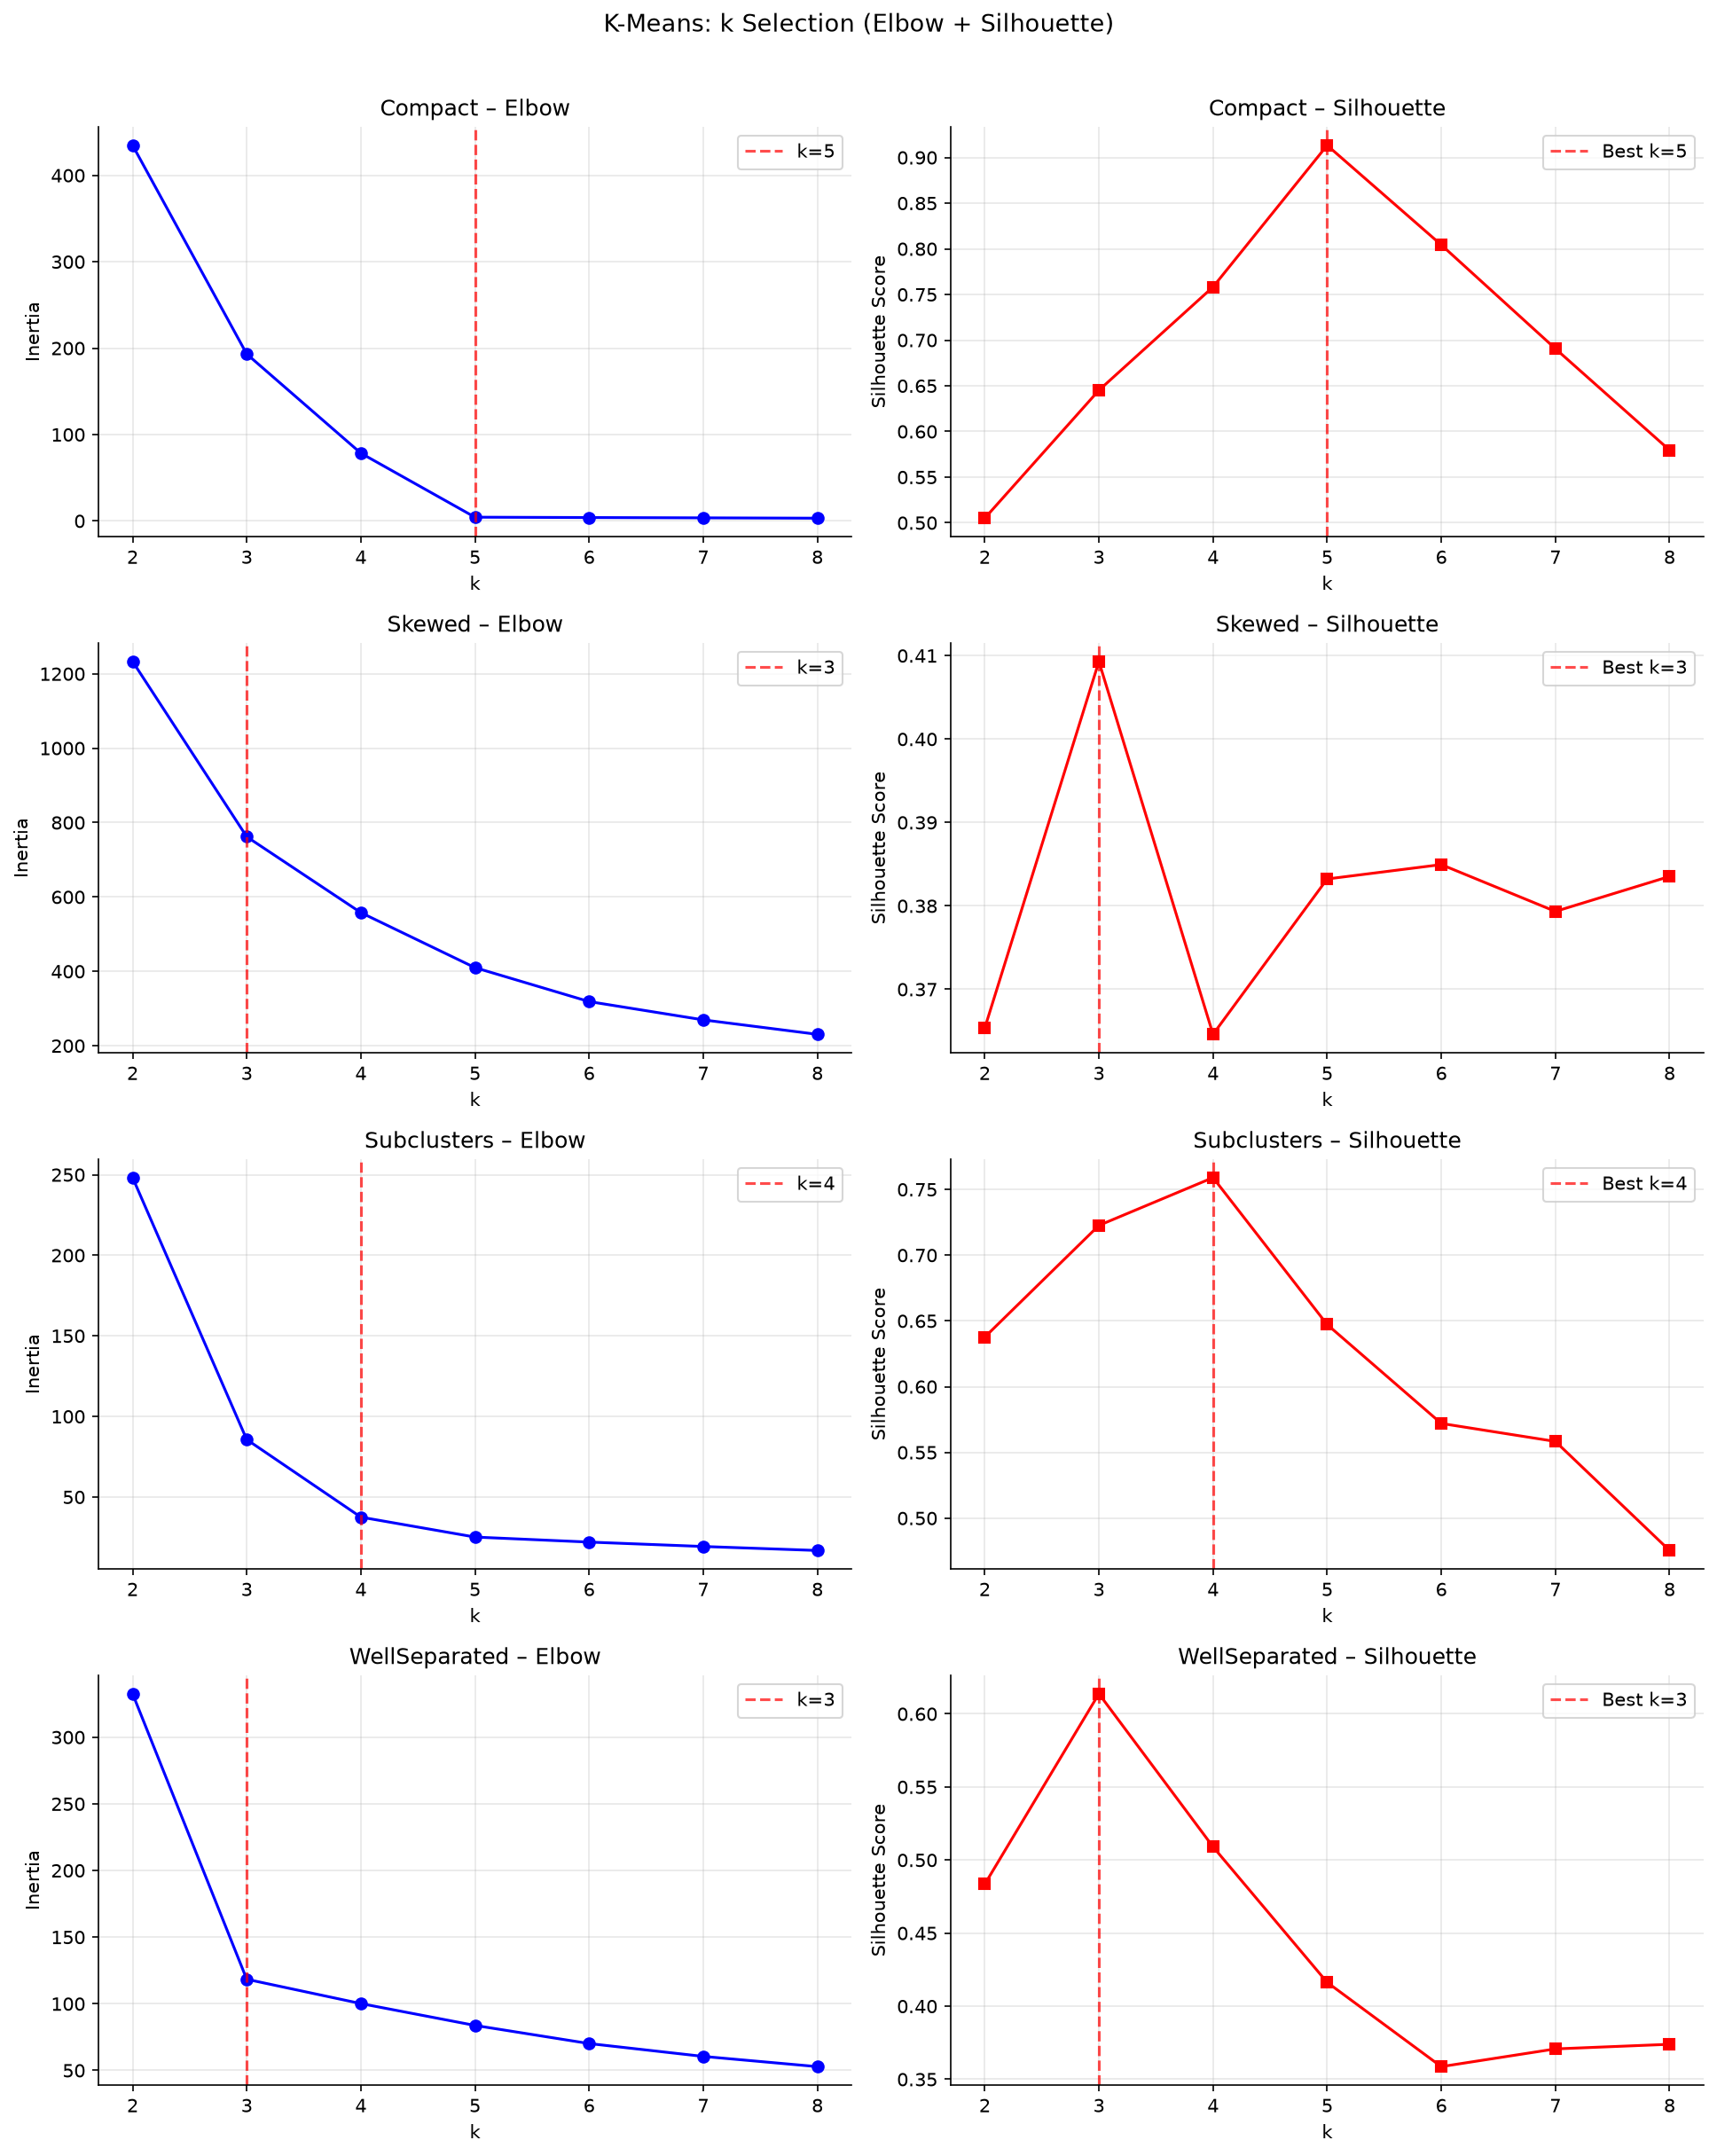 K-Means: k Selection (Elbow + Silhouette)
Compact – Elbow
Inertia
400
300
200
100
0
k=5
2 3 4 5 6 7 8
k
Compact – Silhouette
Silhouette Score
0.90
0.85
0.80
0.75
0.70
0.65
0.60
0.55
0.50
Best k=5
2 3 4 5 6 7 8
k
Skewed – Elbow
Inertia
1200
1000
800
600
400
200
k=3
2 3 4 5 6 7 8
k
Skewed – Silhouette
Silhouette Score
0.41
0.40
0.39
0.38
0.37
Best k=3
2 3 4 5 6 7 8
k
Subclusters – Elbow
Inertia
250
200
150
100
50
k=4
2 3 4 5 6 7 8
k
Subclusters – Silhouette
Silhouette Score
0.75
0.70
0.65
0.60
0.55
0.50
Best k=4
2 3 4 5 6 7 8
k
WellSeparated – Elbow
Inertia
300
250
200
150
100
50
k=3
2 3 4 5 6 7 8
k
WellSeparated – Silhouette
Silhouette Score
0.60
0.55
0.50
0.45
0.40
0.35
Best k=3
2 3 4 5 6 7 8
k